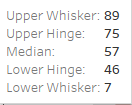 Upper Whisker: 89
Upper Hinge: 75
Median: 57
Lower Hinge: 46
Lower Whisker: 7